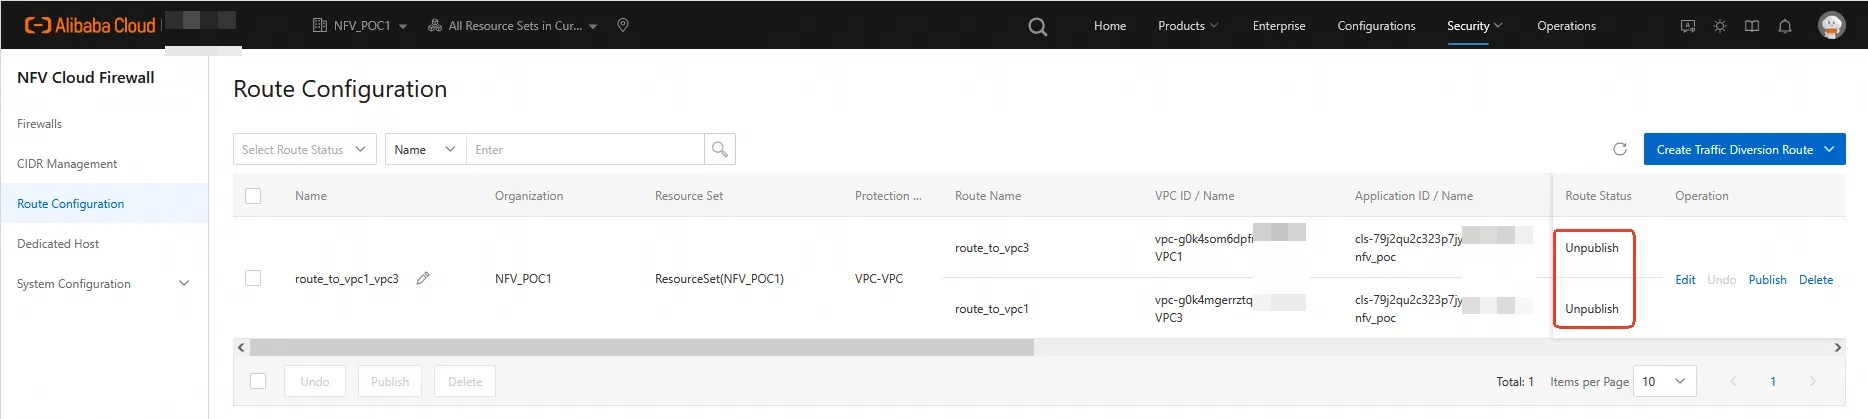 Alibaba Cloud | NFV_POC1 All Resource Sets in Cur... Home Products Enterprise Configurations Security Operations
NFV Cloud Firewall
Firewalls
CIDR Management
Route Configuration
Dedicated Host
System Configuration
Route Configuration
Select Route Status Name Enter Create Traffic Diversion Route
Name Organization Resource Set Protection ... Route Name VPC ID / Name Application ID / Name Route Status Operation
route_to_vpc1_vpc3 NFV_POC1 ResourceSet(NFV_POC1) VPC-VPC
route_to_vpc3 vpc-g0k4som6dpf cls-79j2qu2c323p7jy Unpublish
VPC1 nfv_poc
route_to_vpc1 vpc-g0k4mgerrztq cls-79j2qu2c323p7jy Unpublish
VPC3 nfv_poc
Edit Undo Publish Delete
Undo Publish Delete Total: 1 Items per Page 10 1